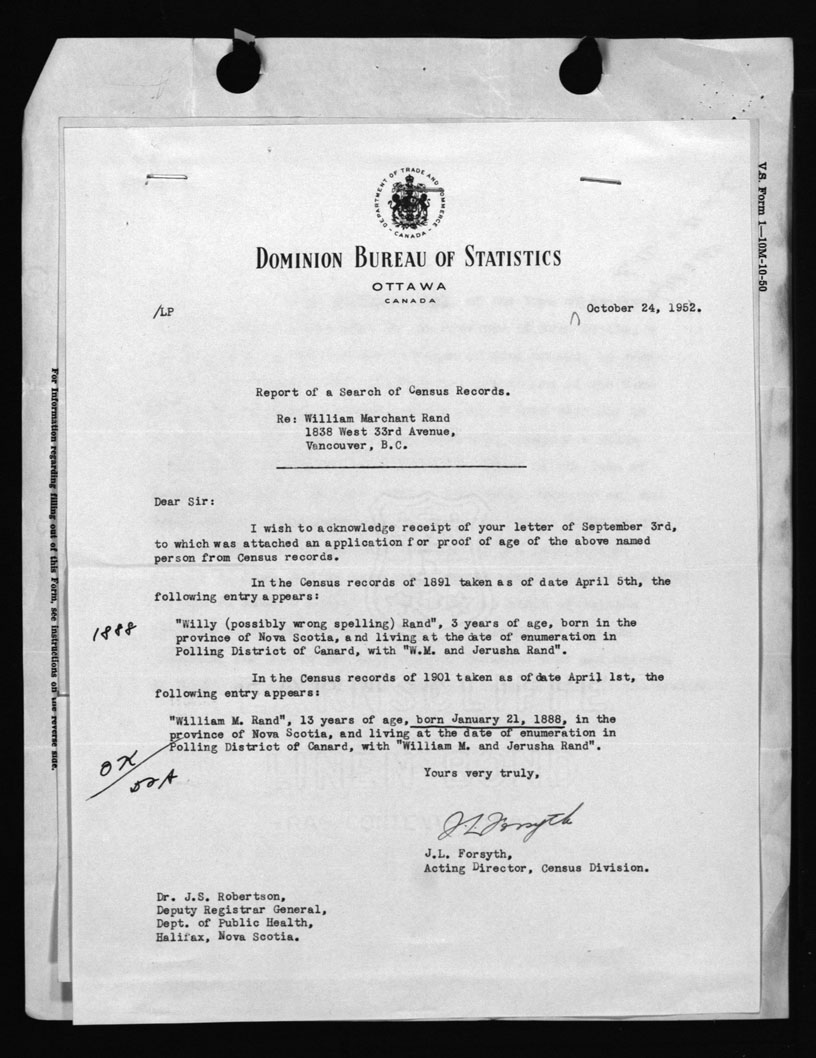 DEPARTMENT OF TRADE AND COMMERCE
- CANADA -
DOMINION BUREAU OF STATISTICS
OTTAWA
CANADA
/LP
October 24, 1952.
Report of a Search of Census Records.
Re: William Marchant Rand
1838 West 33rd Avenue,
Vancouver, B.C.
Dear Sir:
I wish to acknowledge receipt of your letter of September 3rd,
to which was attached an application for proof of age of the above named
person from Census records.
In the Census records of 1891 taken as of date April 5th, the
following entry appears:
1888
"Willy (possibly wrong spelling) Rand", 3 years of age, born in the
province of Nova Scotia, and living at the date of enumeration in
Polling District of Canard, with "W.M. and Jerusha Rand".
In the Census records of 1901 taken as of date April 1st, the
following entry appears:
"William M. Rand", 13 years of age, born January 21, 1888, in the
province of Nova Scotia, and living at the date of enumeration in
Polling District of Canard, with "William M. and Jerusha Rand".
OK
Yours very truly,
J.L. Forsyth
J.L. Forsyth,
Acting Director, Census Division.
Dr. J.S. Robertson,
Deputy Registrar General,
Dept. of Public Health,
Halifax, Nova Scotia.
For information regarding filling out of this Form, see instructions on the reverse side.
V.S. Form 1—10M-10-50